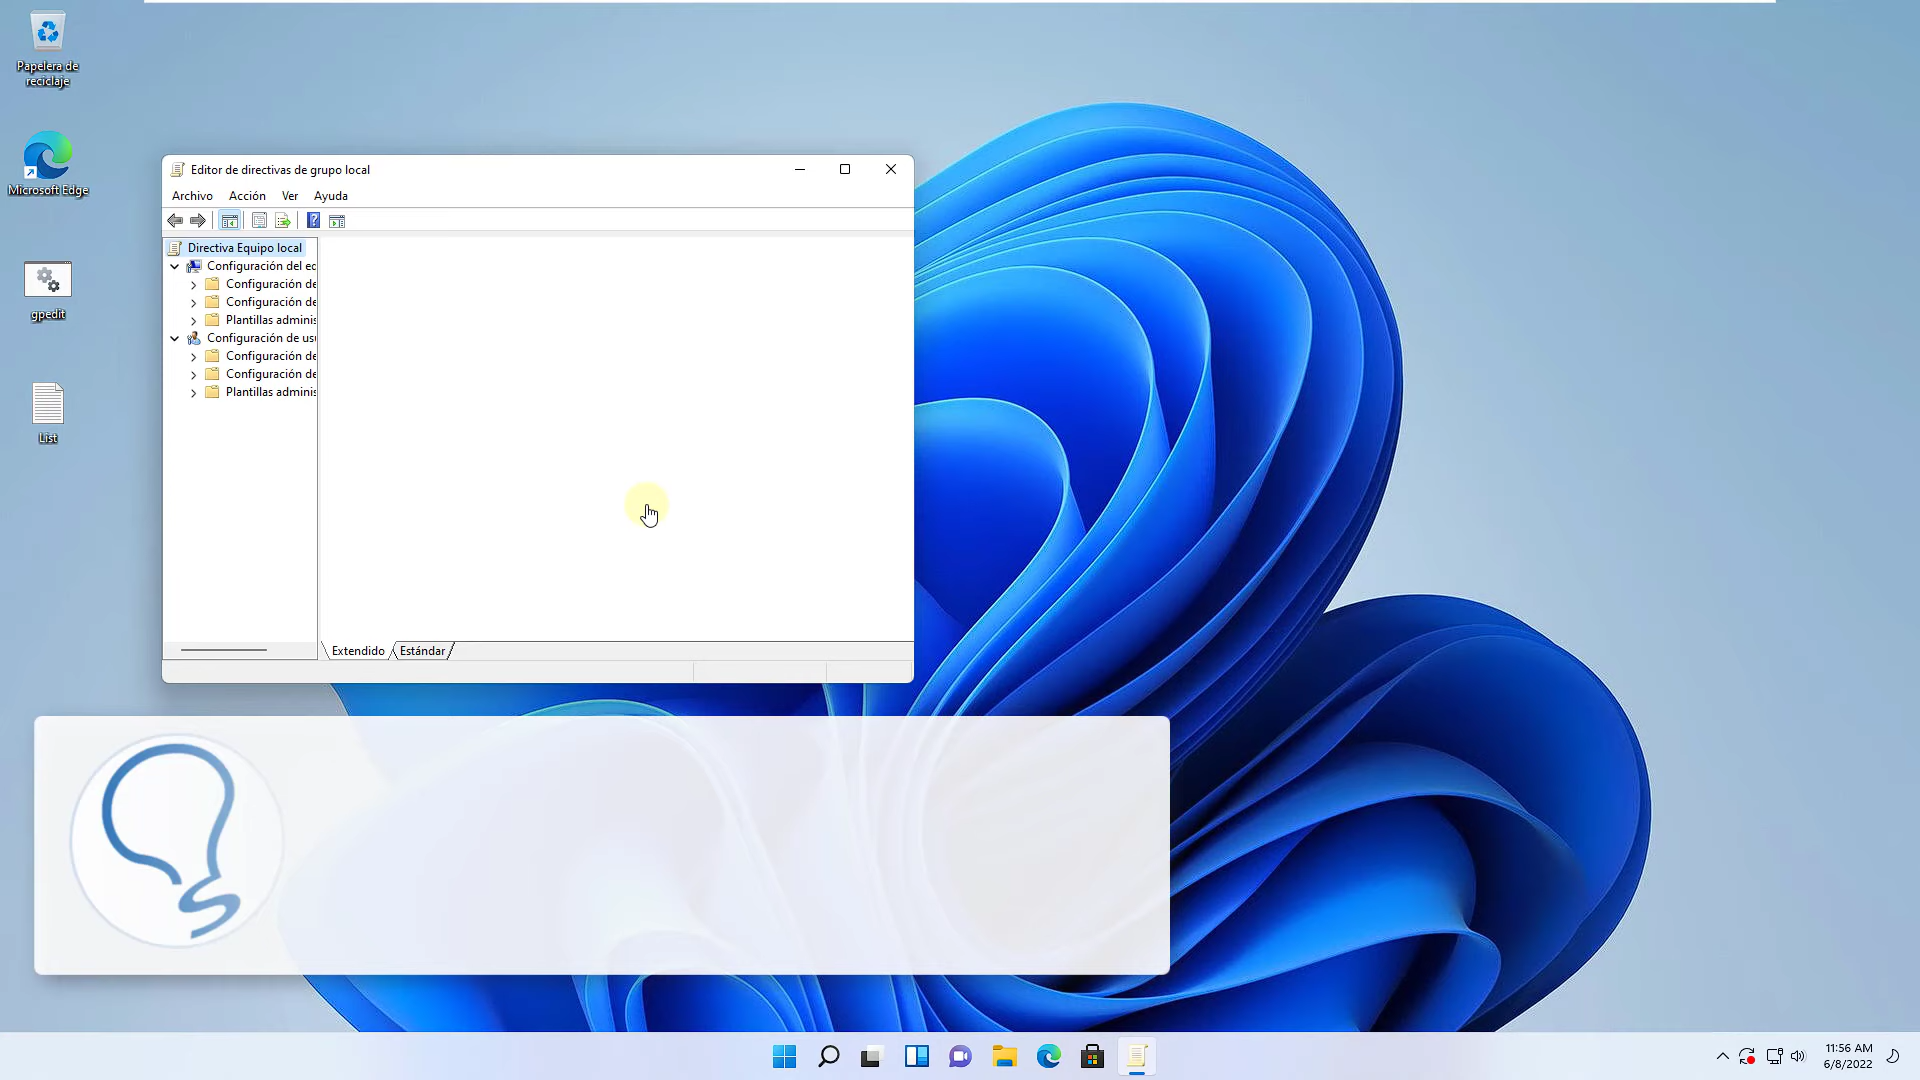 Papelera de
reciclaje
Microsoft Edge
gpedit
List
Editor de directivas de grupo local
Archivo Acción Ver Ayuda
Directiva Equipo local
Configuración del ec
Configuración de
Configuración de
Plantillas adminis
Configuración de usu
Configuración de
Configuración de
Plantillas adminis
Extendido Estándar
11:56 AM
6/8/2022